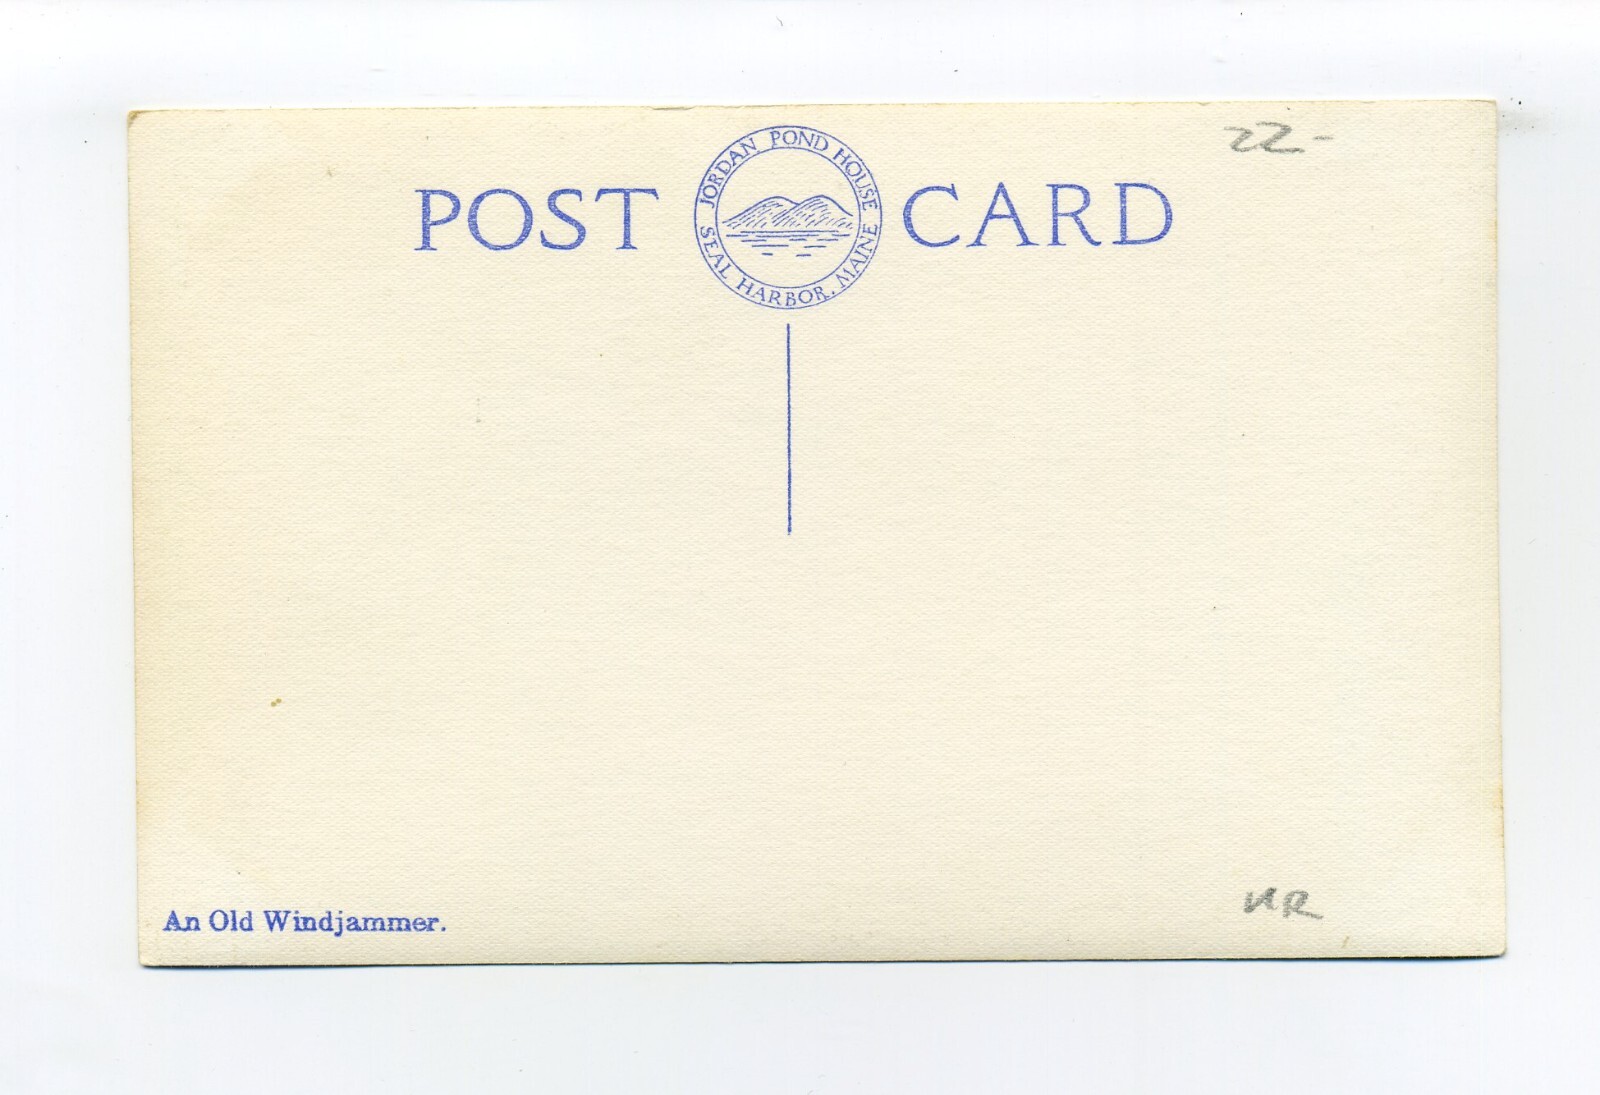 22-
POST CARD
JORDAN POND HOUSE
SEAL HARBOR, MAINE
An Old Windjammer.